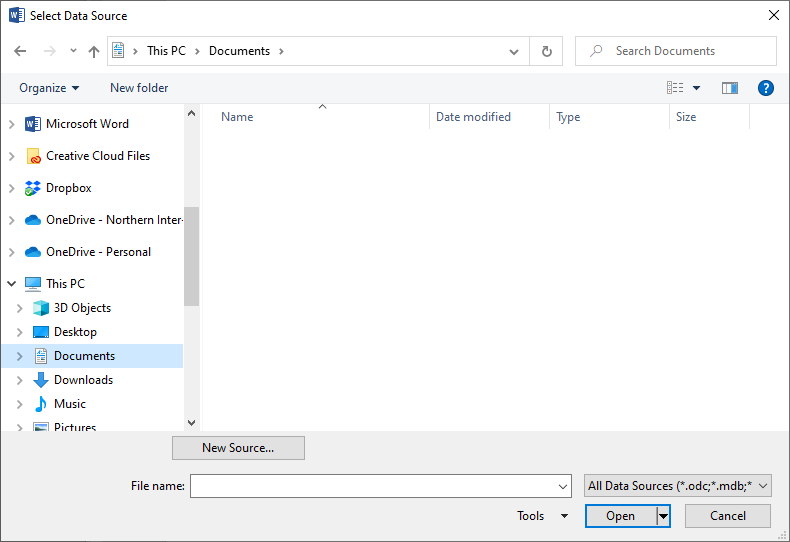 Select Data Source
This PC > Documents >
Search Documents
Organize
New folder
Name
Date modified
Type
Size
Microsoft Word
Creative Cloud Files
Dropbox
OneDrive - Northern Inter-
OneDrive - Personal
This PC
3D Objects
Desktop
Documents
Downloads
Music
Pictures
New Source...
File name:
All Data Sources (*.odc;*.mdb;*
Tools
Open
Cancel